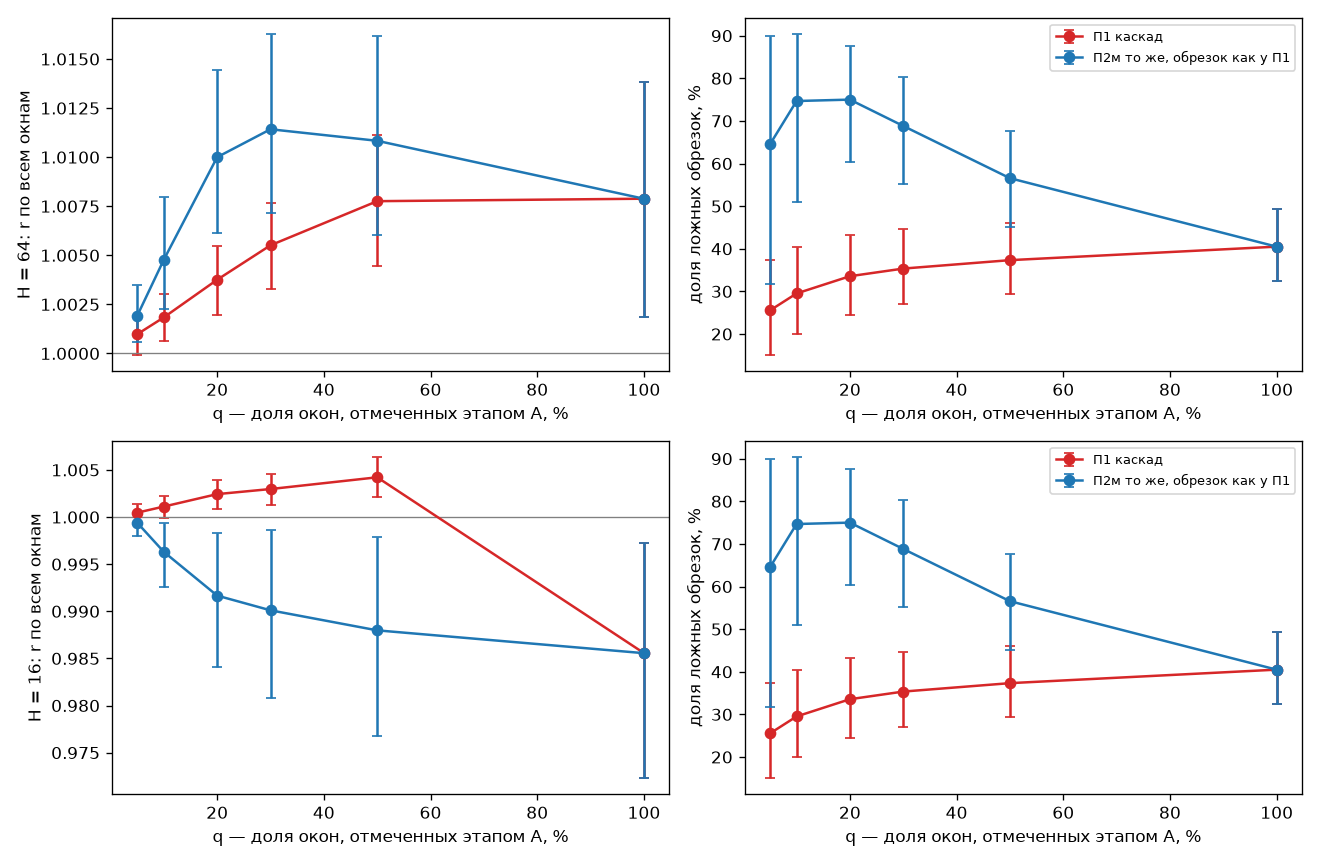 H = 64: r по всем окнам
1.0150
1.0125
1.0100
1.0075
1.0050
1.0025
1.0000
20 40 60 80 100
q — доля окон, отмеченных этапом А, %
доля ложных обрезок, %
90
80
70
60
50
40
30
20
П1 каскад
П2м то же, обрезок как у П1
20 40 60 80 100
q — доля окон, отмеченных этапом А, %
H = 16: r по всем окнам
1.005
1.000
0.995
0.990
0.985
0.980
0.975
20 40 60 80 100
q — доля окон, отмеченных этапом А, %
доля ложных обрезок, %
90
80
70
60
50
40
30
20
П1 каскад
П2м то же, обрезок как у П1
20 40 60 80 100
q — доля окон, отмеченных этапом А, %